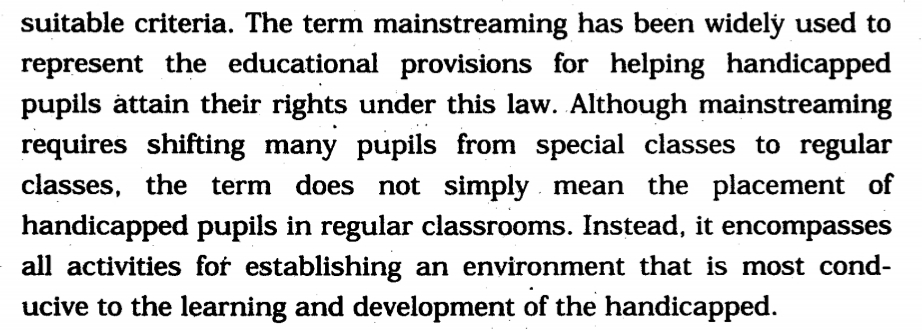 suitable criteria. The term mainstreaming has been widely used to
represent the educational provisions for helping handicapped
pupils attain their rights under this law. Although mainstreaming
requires shifting many pupils from special classes to regular
classes, the term does not simply mean the placement of
handicapped pupils in regular classrooms. Instead, it encompasses
all activities for establishing an environment that is most cond-
ucive to the learning and development of the handicapped.